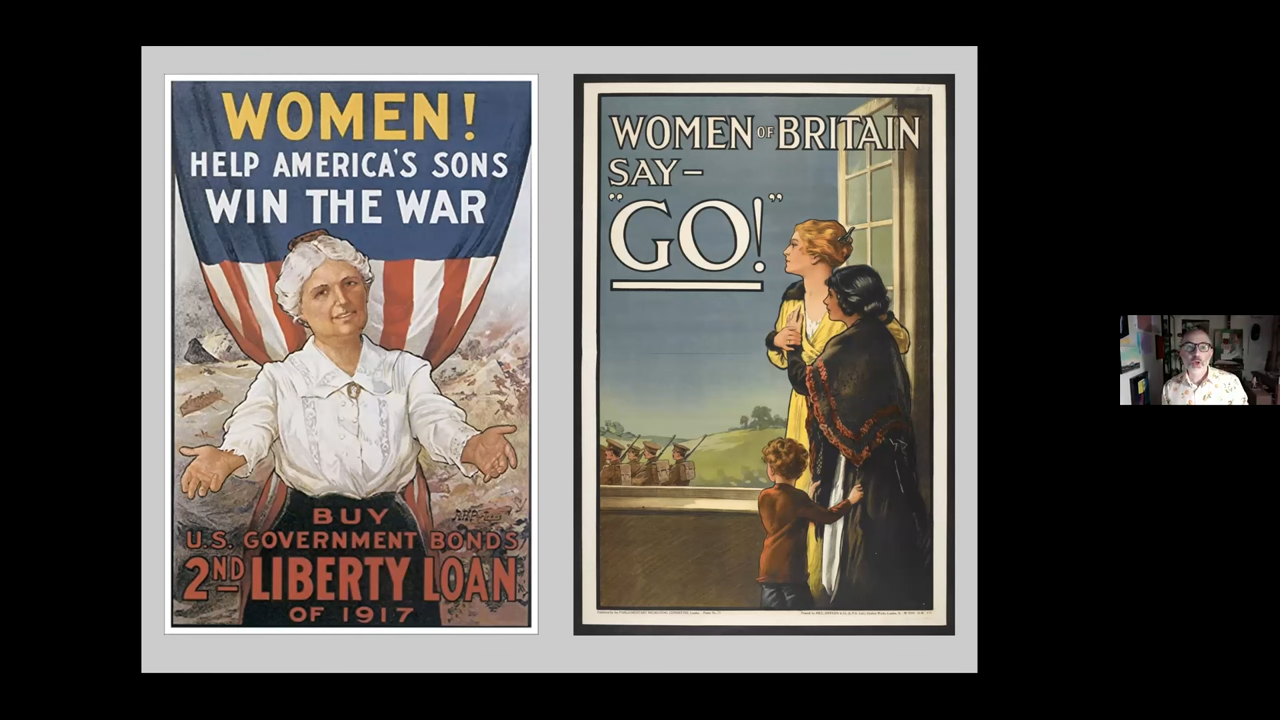 WOMEN!
HELP AMERICA'S SONS
WIN THE WAR
BUY
U.S. GOVERNMENT BONDS
2ND LIBERTY LOAN
OF 1917
WOMEN OF BRITAIN
SAY–
"GO!"